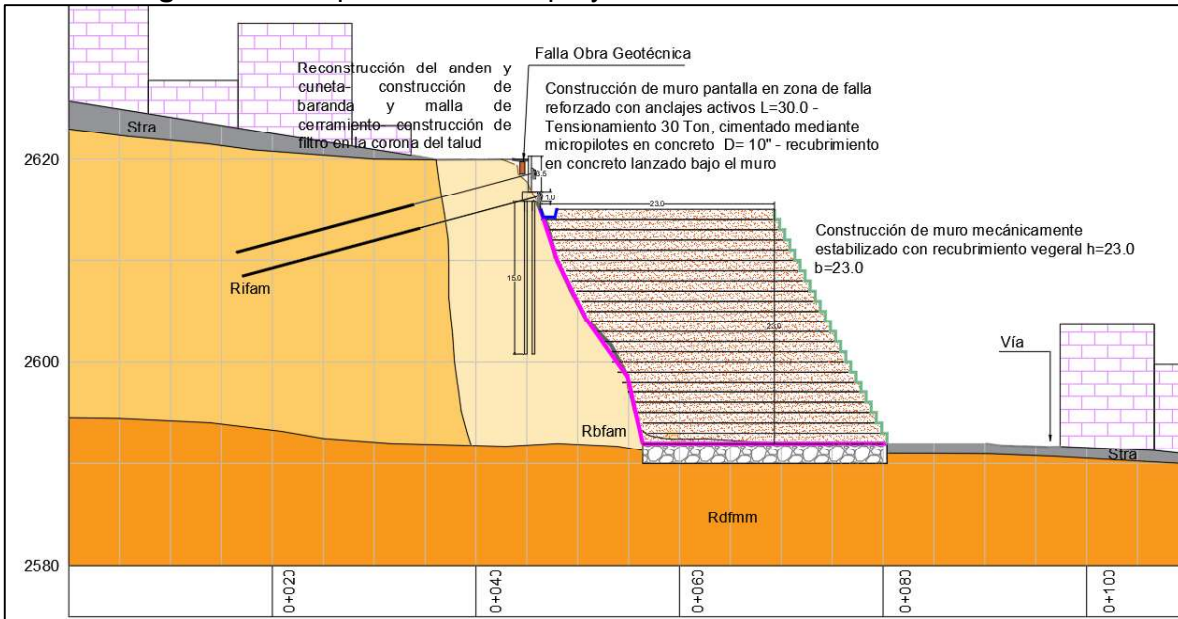 Falla Obra Geotécnica
Reconstrucción del anden y
cuneta- construcción de
baranda y malla de
cerramiento- construcción de
filtro en la corona del talud
Construcción de muro pantalla en zona de falla
reforzado con anclajes activos L=30.0 -
Tensionamiento 30 Ton, cimentado mediante
micropilotes en concreto D= 10" - recubrimiento
en concreto lanzado bajo el muro
Stra
2620
23.0
Construcción de muro mecánicamente
estabilizado con recubrimiento vegeral h=23.0
b=23.0
15.0
Rifam
23.0
Vía
2600
Rbfam
Stra
Rdfmm
2580
0+020
0+040
0+060
0+080
0+100